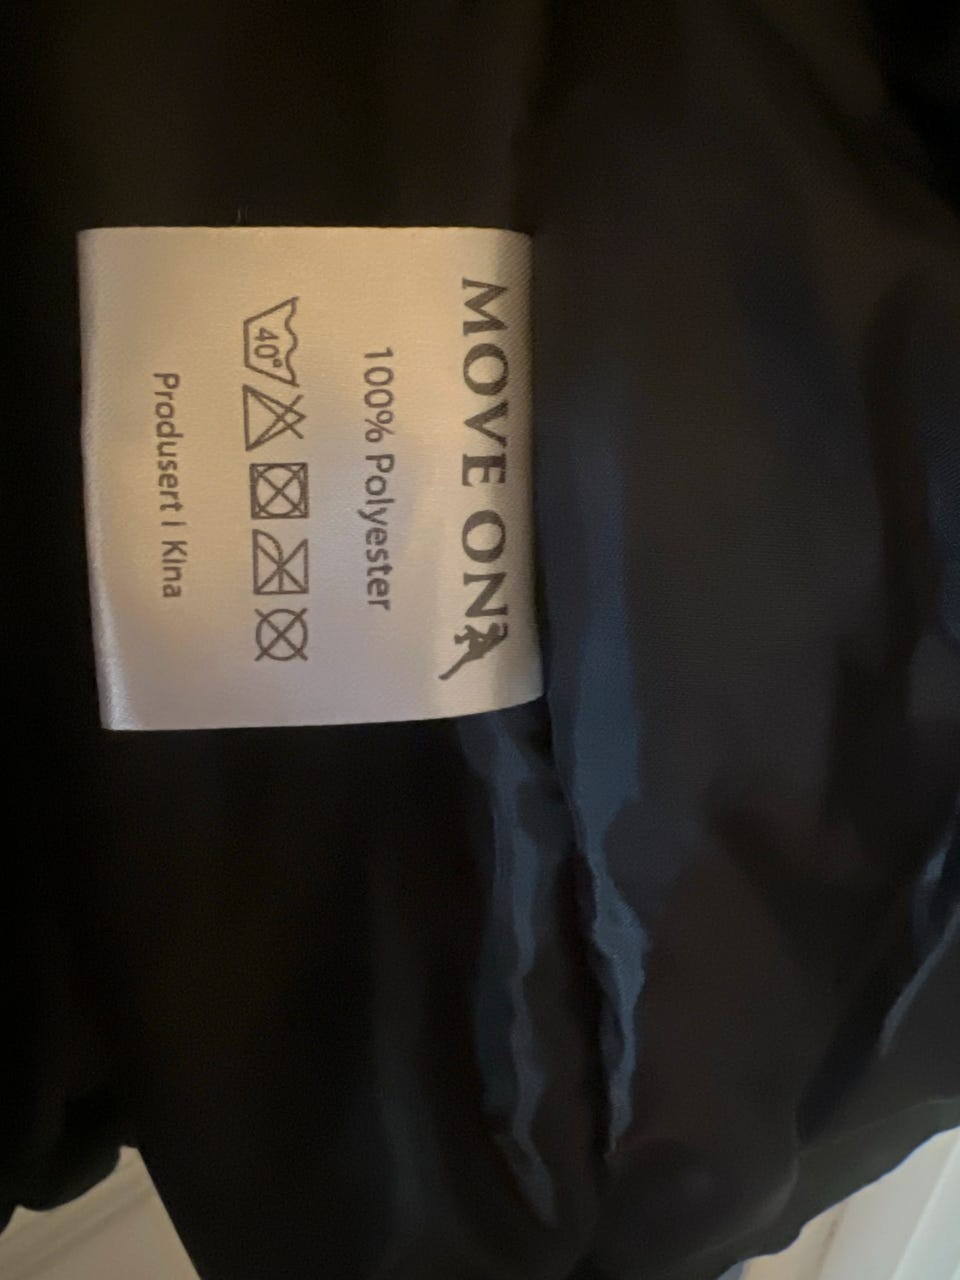 MOVE ON
100% Polyester
40°
Produsert i Kina